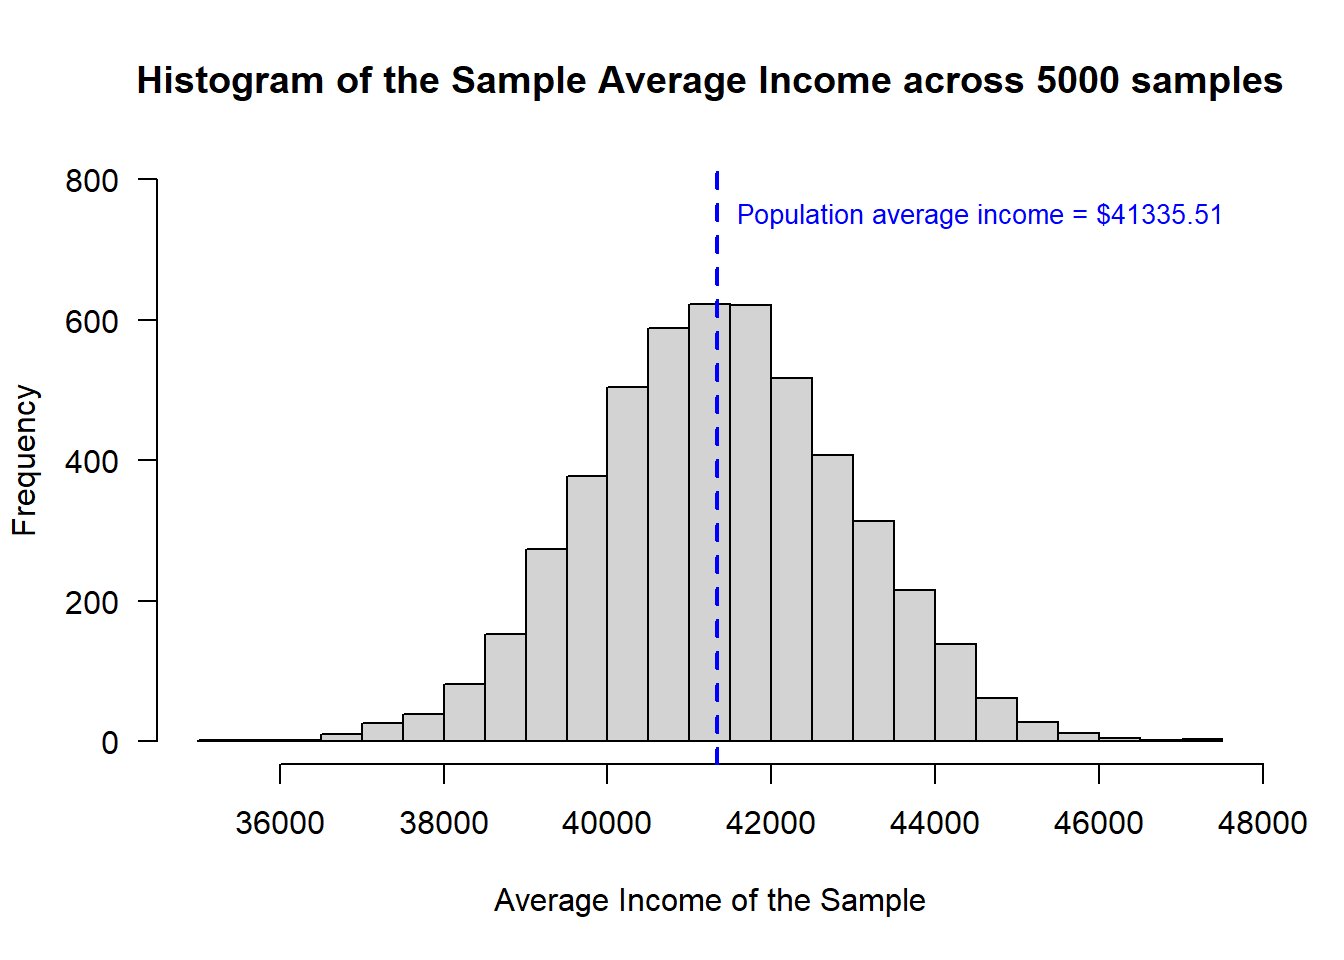 Histogram of the Sample Average Income across 5000 samples
800
Population average income = $41335.51
600
400
200
0
Frequency
36000 38000 40000 42000 44000 46000 48000
Average Income of the Sample